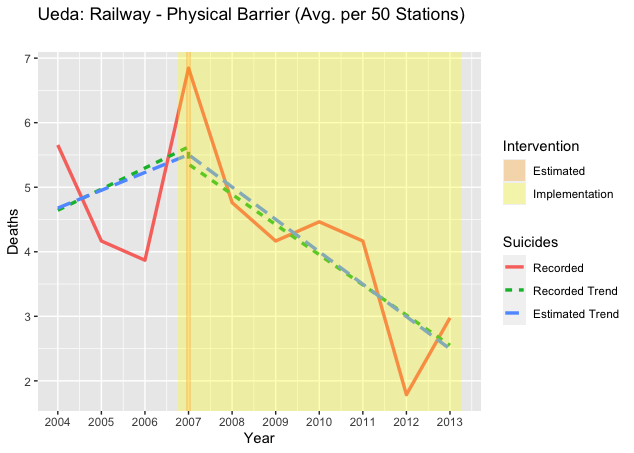 Ueda: Railway - Physical Barrier (Avg. per 50 Stations)
7
6
5
4
3
2
Deaths
2004 2005 2006 2007 2008 2009 2010 2011 2012 2013
Year
Intervention
Estimated
Implementation
Suicides
Recorded
Recorded Trend
Estimated Trend